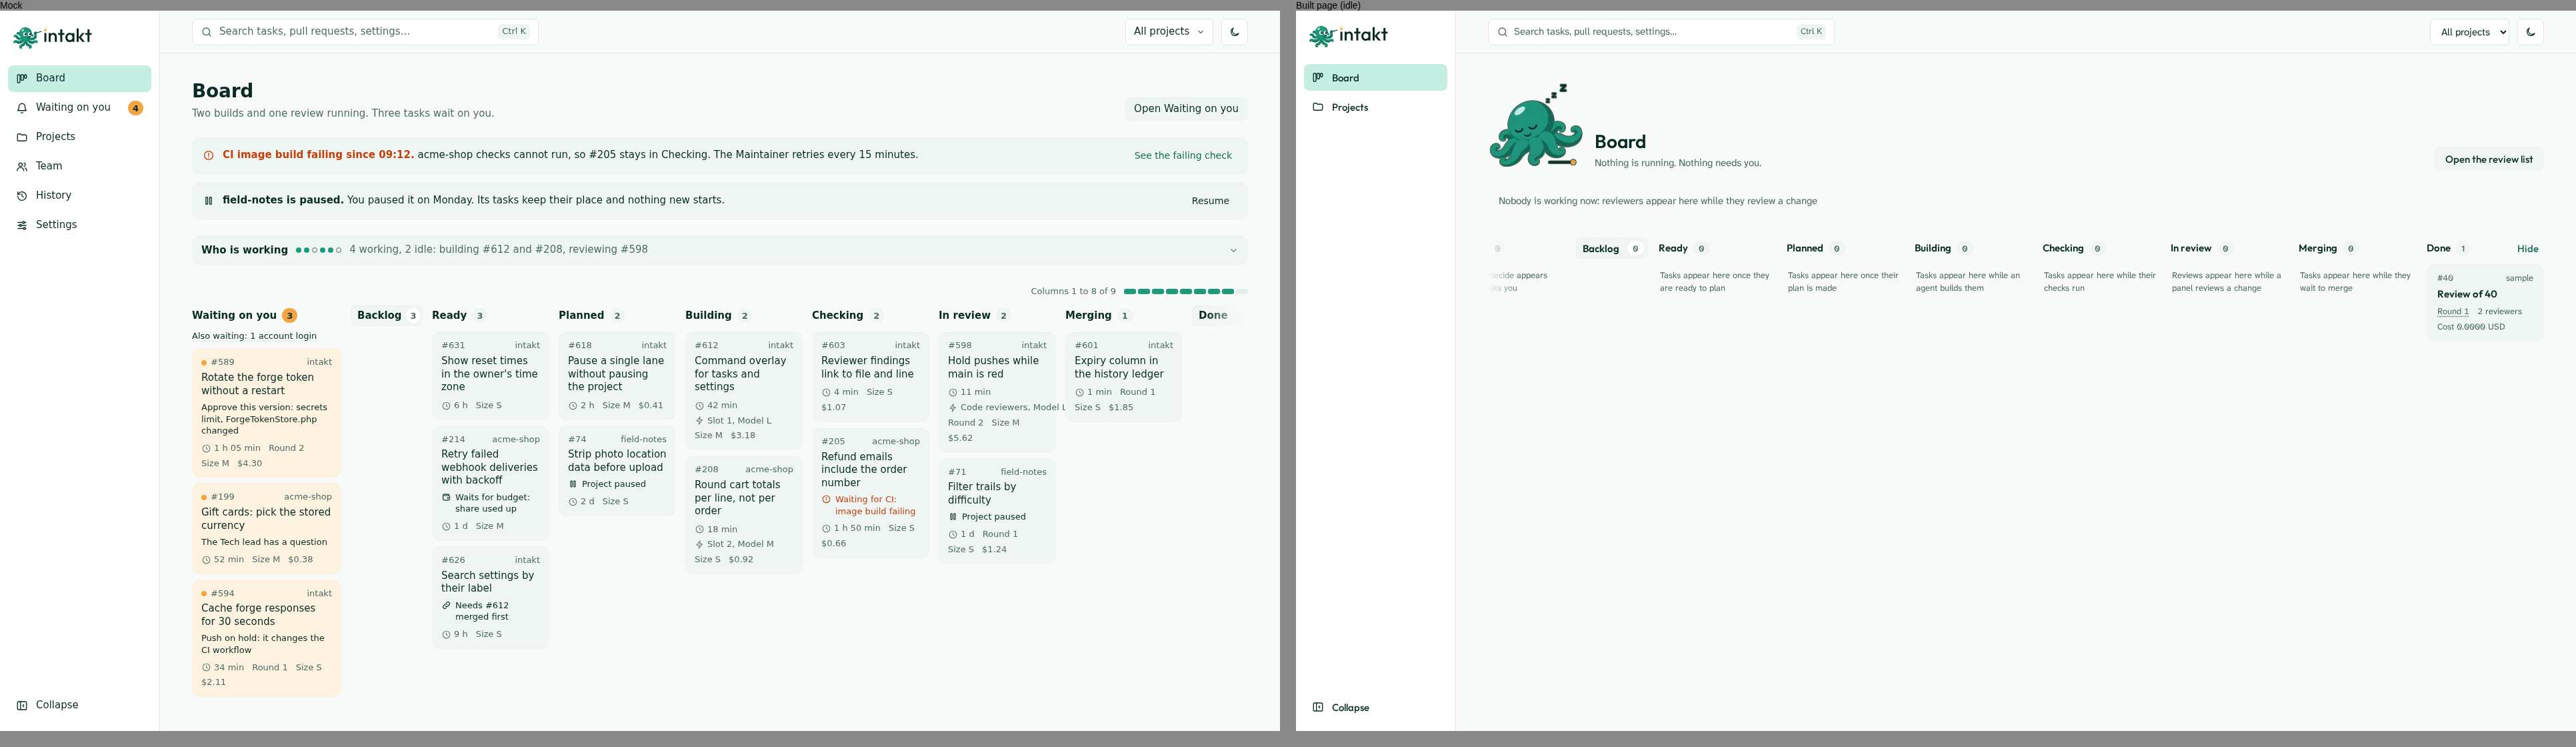 Mock
intakt
Search tasks, pull requests, settings...
Ctrl K
All projects
Board
Waiting on you 4
Projects
Team
History
Settings
Collapse
Board
Two builds and one review running. Three tasks wait on you.
Open Waiting on you
CI image build failing since 09:12. acme-shop checks cannot run, so #205 stays in Checking. The Maintainer retries every 15 minutes.
See the failing check
field-notes is paused. You paused it on Monday. Its tasks keep their place and nothing new starts.
Resume
Who is working
4 working, 2 idle: building #612 and #208, reviewing #598
Columns 1 to 8 of 9
Waiting on you 3
Also waiting: 1 account login
#589 intakt
Rotate the forge token
without a restart
Approve this version: secrets
limit, ForgeTokenStore.php
changed
1 h 05 min Round 2
Size M $4.30
#199 acme-shop
Gift cards: pick the stored
currency
The Tech lead has a question
52 min Size M $0.38
#594 intakt
Cache forge responses
for 30 seconds
Push on hold: it changes the
CI workflow
34 min Round 1 Size S
$2.11
Backlog 3
Ready 3
#631 intakt
Show reset times
in the owner's time
zone
6 h Size S
#214 acme-shop
Retry failed
webhook deliveries
with backoff
Waits for budget:
share used up
1 d Size M
#626 intakt
Search settings by
their label
Needs #612
merged first
9 h Size S
Planned 2
#618 intakt
Pause a single lane
without pausing
the project
2 h Size M $0.41
#74 field-notes
Strip photo location
data before upload
Project paused
2 d Size S
Building 2
#612 intakt
Command overlay
for tasks and
settings
42 min
Slot 1, Model L
Size M $3.18
#208 acme-shop
Round cart totals
per line, not per
order
18 min
Slot 2, Model M
Size S $0.92
Checking 2
#603 intakt
Reviewer findings
link to file and line
4 min Size S
$1.07
#205 acme-shop
Refund emails
include the order
number
Waiting for CI:
image build failing
1 h 50 min Size S
$0.66
In review 2
#598 intakt
Hold pushes while
main is red
11 min
Code reviewers, Model L
Round 2 Size M
$5.62
#71 field-notes
Filter trails by
difficulty
Project paused
1 d Round 1
Size S $1.24
Merging 1
#601 intakt
Expiry column in
the history ledger
1 min Round 1
Size S $1.85
Done
Built page (idle)
intakt
Search tasks, pull requests, settings...
Ctrl K
All projects
Board
Projects
Collapse
z z z
Board
Nothing is running. Nothing needs you.
Open the review list
Nobody is working now: reviewers appear here while they review a change
0
appears
you
Backlog 0
Ready 0
Tasks appear here once they
are ready to plan
Planned 0
Tasks appear here once their
plan is made
Building 0
Tasks appear here while an
agent builds them
Checking 0
Tasks appear here while their
checks run
In review 0
Reviews appear here while a
panel reviews a change
Merging 0
Tasks appear here while they
wait to merge
Done 1 Hide
#40 sample
Review of 40
Round 1 2 reviewers
Cost 0.0000 USD